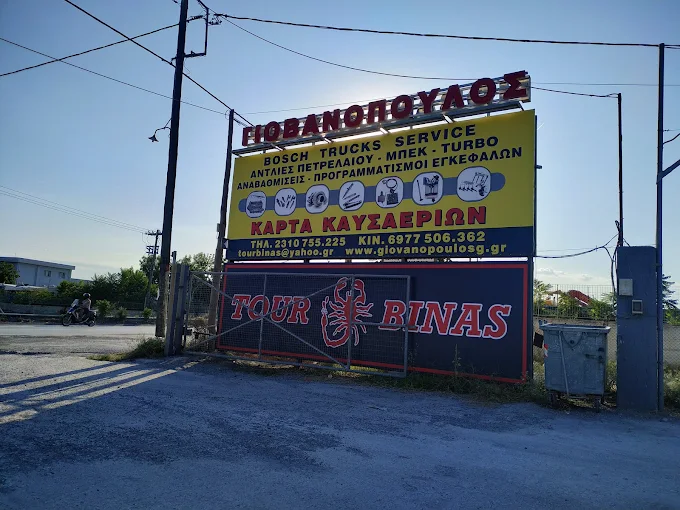 ΓΙΟΒΑΝΟΠΟΥΛΟΣ
BOSCH TRUCKS SERVICE
ΑΝΤΛΙΕΣ ΠΕΤΡΕΛΑΙΟΥ - ΜΠΕΚ - TURBO
ΑΝΑΒΑΘΜΙΣΕΙΣ - ΠΡΟΓΡΑΜΜΑΤΙΣΜΟΙ ΕΓΚΕΦΑΛΩΝ
ΚΑΡΤΑ ΚΑΥΣΑΕΡΙΩΝ
ΤΗΛ. 2310 755.225 ΚΙΝ. 6977 506.362
tourbinas@yahoo.gr www.giovanopoulosg.gr
TOUR BINAS